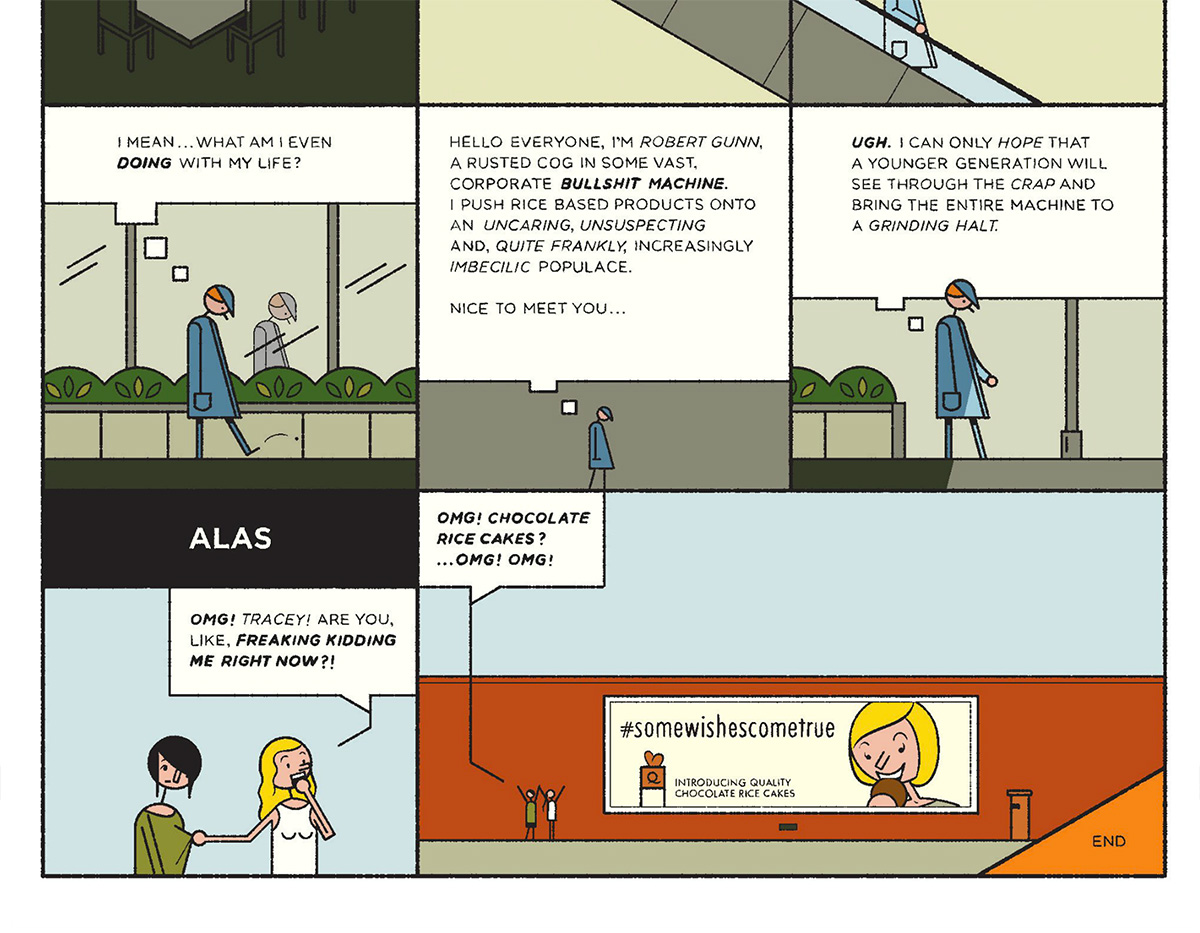 I MEAN...WHAT AM I EVEN
DOING WITH MY LIFE?
HELLO EVERYONE, I'M ROBERT GUNN,
A RUSTED COG IN SOME VAST,
CORPORATE BULLSHIT MACHINE.
I PUSH RICE BASED PRODUCTS ONTO
AN UNCARING, UNSUSPECTING
AND, QUITE FRANKLY, INCREASINGLY
IMBECILIC POPULACE.
NICE TO MEET YOU...
UGH. I CAN ONLY HOPE THAT
A YOUNGER GENERATION WILL
SEE THROUGH THE CRAP AND
BRING THE ENTIRE MACHINE TO
A GRINDING HALT.
ALAS
OMG! TRACEY! ARE YOU,
LIKE, FREAKING KIDDING
ME RIGHT NOW?!
OMG! CHOCOLATE
RICE CAKES?
...OMG! OMG!
#somewishescometrue
Q
INTRODUCING QUALITY
CHOCOLATE RICE CAKES
END